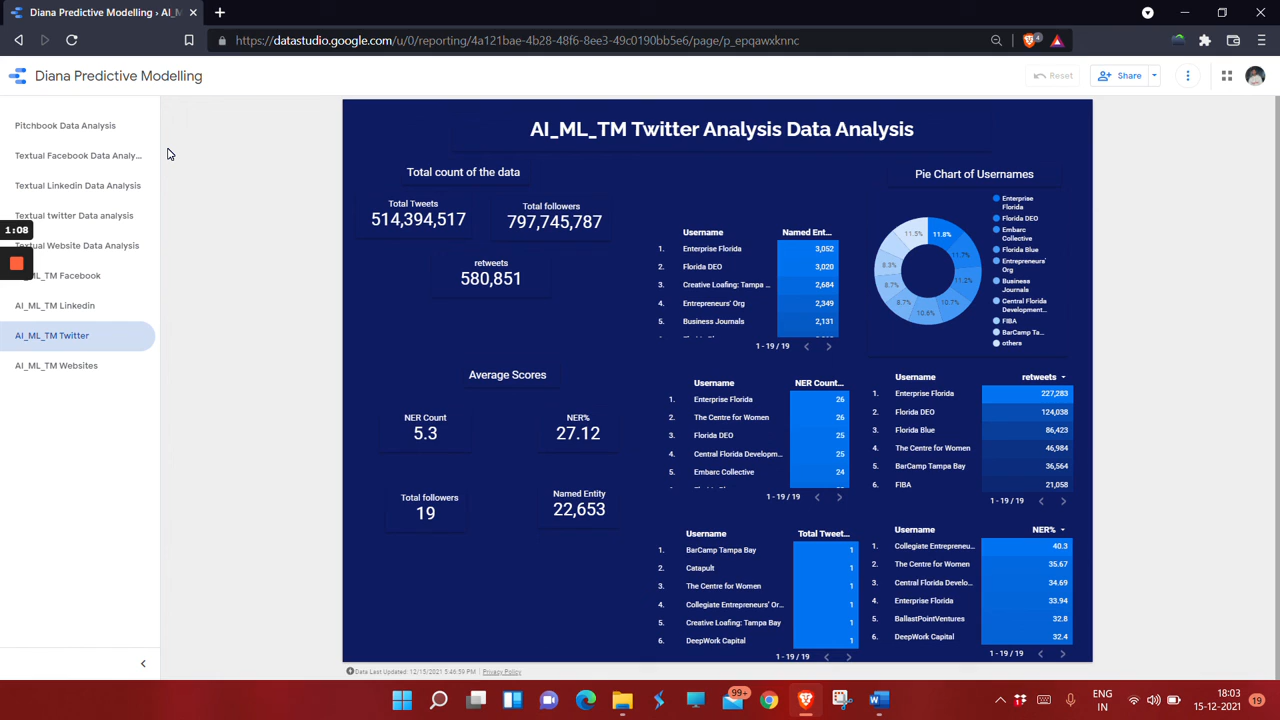 Diana Predictive Modelling › AI_M
https://datastudio.google.com/u/0/reporting/4a121bae-4b28-48f6-8ee3-49c0190bb5e6/page/p_epqawxknnc
4
Diana Predictive Modelling
Reset
Share
Pitchbook Data Analysis
Textual Facebook Data Analy...
Textual Linkedin Data Analysis
Textual twitter Data analysis
1:08
Textual Website Data Analysis
TM Facebook
AI_ML_TM Linkedin
AI_ML_TM Twitter
AI_ML_TM Websites
AI_ML_TM Twitter Analysis Data Analysis
Total count of the data
Total Tweets
514,394,517
Total followers
797,745,787
retweets
580,851
Average Scores
NER Count
5.3
NER%
27.12
Total followers
19
Named Entity
22,653
Username Named Ent...
1. Enterprise Florida 3,052
2. Florida DEO 3,020
3. Creative Loafing: Tampa ... 2,684
4. Entrepreneurs' Org 2,349
5. Business Journals 2,131
1 - 19 / 19
Username NER Count...
1. Enterprise Florida 26
2. The Centre for Women 26
3. Florida DEO 25
4. Central Florida Developm... 25
5. Embarc Collective 24
1 - 19 / 19
Username Total Tweet...
1. BarCamp Tampa Bay 1
2. Catapult 1
3. The Centre for Women 1
4. Collegiate Entrepreneurs' Or... 1
5. Creative Loafing: Tampa Bay 1
6. DeepWork Capital 1
1 - 19 / 19
Pie Chart of Usernames
11.8%
11.7%
11.2%
10.7%
10.6%
8.7%
8.7%
8.3%
11.5%
Enterprise
Florida
Florida DEO
Embarc
Collective
Florida Blue
Entrepreneurs'
Org
Business
Journals
Central Florida
Development...
FIBA
BarCamp Ta...
others
Username retweets
1. Enterprise Florida 227,283
2. Florida DEO 124,038
3. Florida Blue 86,423
4. The Centre for Women 46,984
5. BarCamp Tampa Bay 36,564
6. FIBA 21,058
1 - 19 / 19
Username NER%
1. Collegiate Entrepreneu... 40.3
2. The Centre for Women 35.67
3. Central Florida Develo... 34.69
4. Enterprise Florida 33.94
5. BallastPointVentures 32.8
6. DeepWork Capital 32.4
1 - 19 / 19
Data Last Updated: 12/15/2021 5:46:59 PM Privacy Policy
99+
ENG
IN
18:03
15-12-2021
19